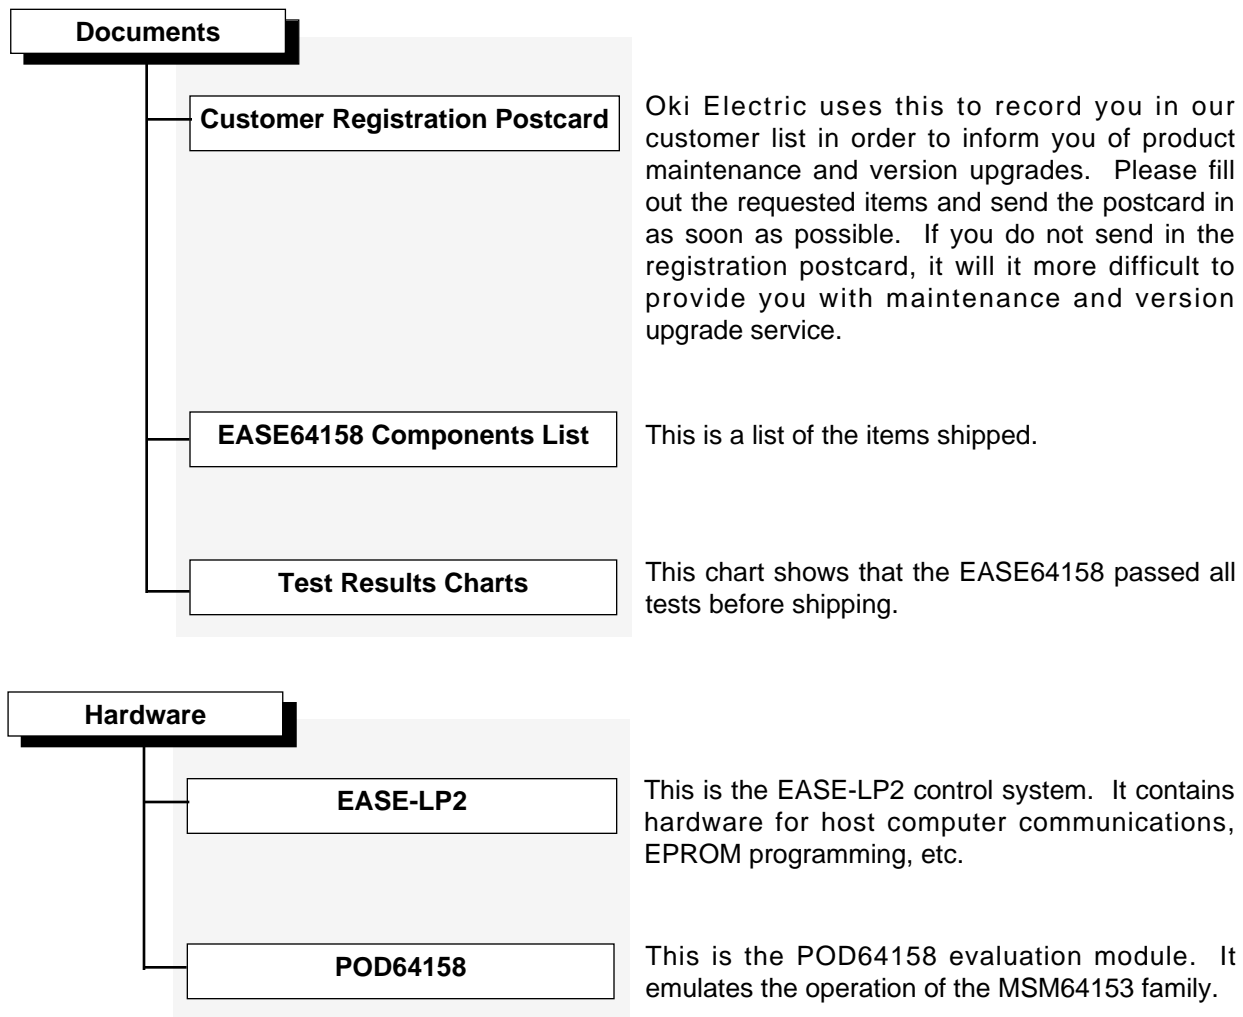 Documents
Customer Registration Postcard
Oki Electric uses this to record you in our
customer list in order to inform you of product
maintenance and version upgrades. Please fill
out the requested items and send the postcard in
as soon as possible. If you do not send in the
registration postcard, it will it more difficult to
provide you with maintenance and version
upgrade service.
EASE64158 Components List
This is a list of the items shipped.
Test Results Charts
This chart shows that the EASE64158 passed all
tests before shipping.
Hardware
EASE-LP2
This is the EASE-LP2 control system. It contains
hardware for host computer communications,
EPROM programming, etc.
POD64158
This is the POD64158 evaluation module. It
emulates the operation of the MSM64153 family.